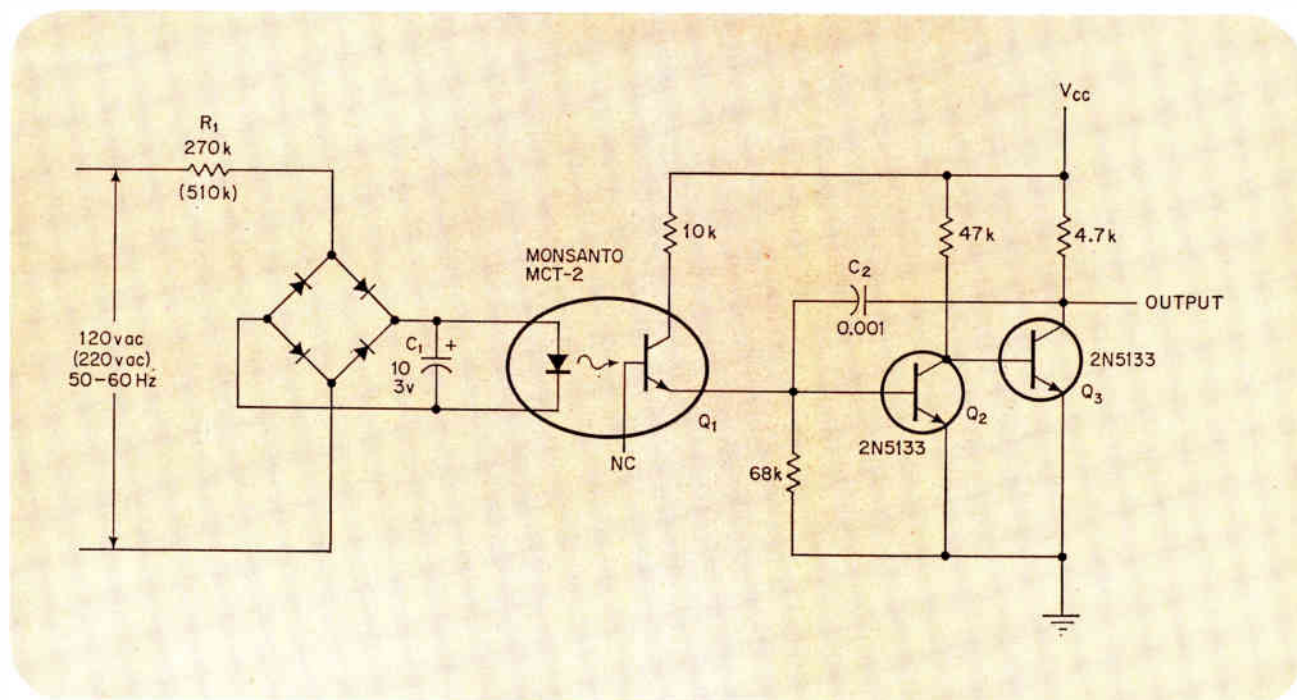 R1
270k
(510k)
120vac
(220vac)
50-60 Hz
C1 +
10
3v
MONSANTO
MCT-2
NC
Q1
10k
68k
C2
0.001
47k
2N5133
Q2
VCC
4.7k
OUTPUT
2N5133
Q3